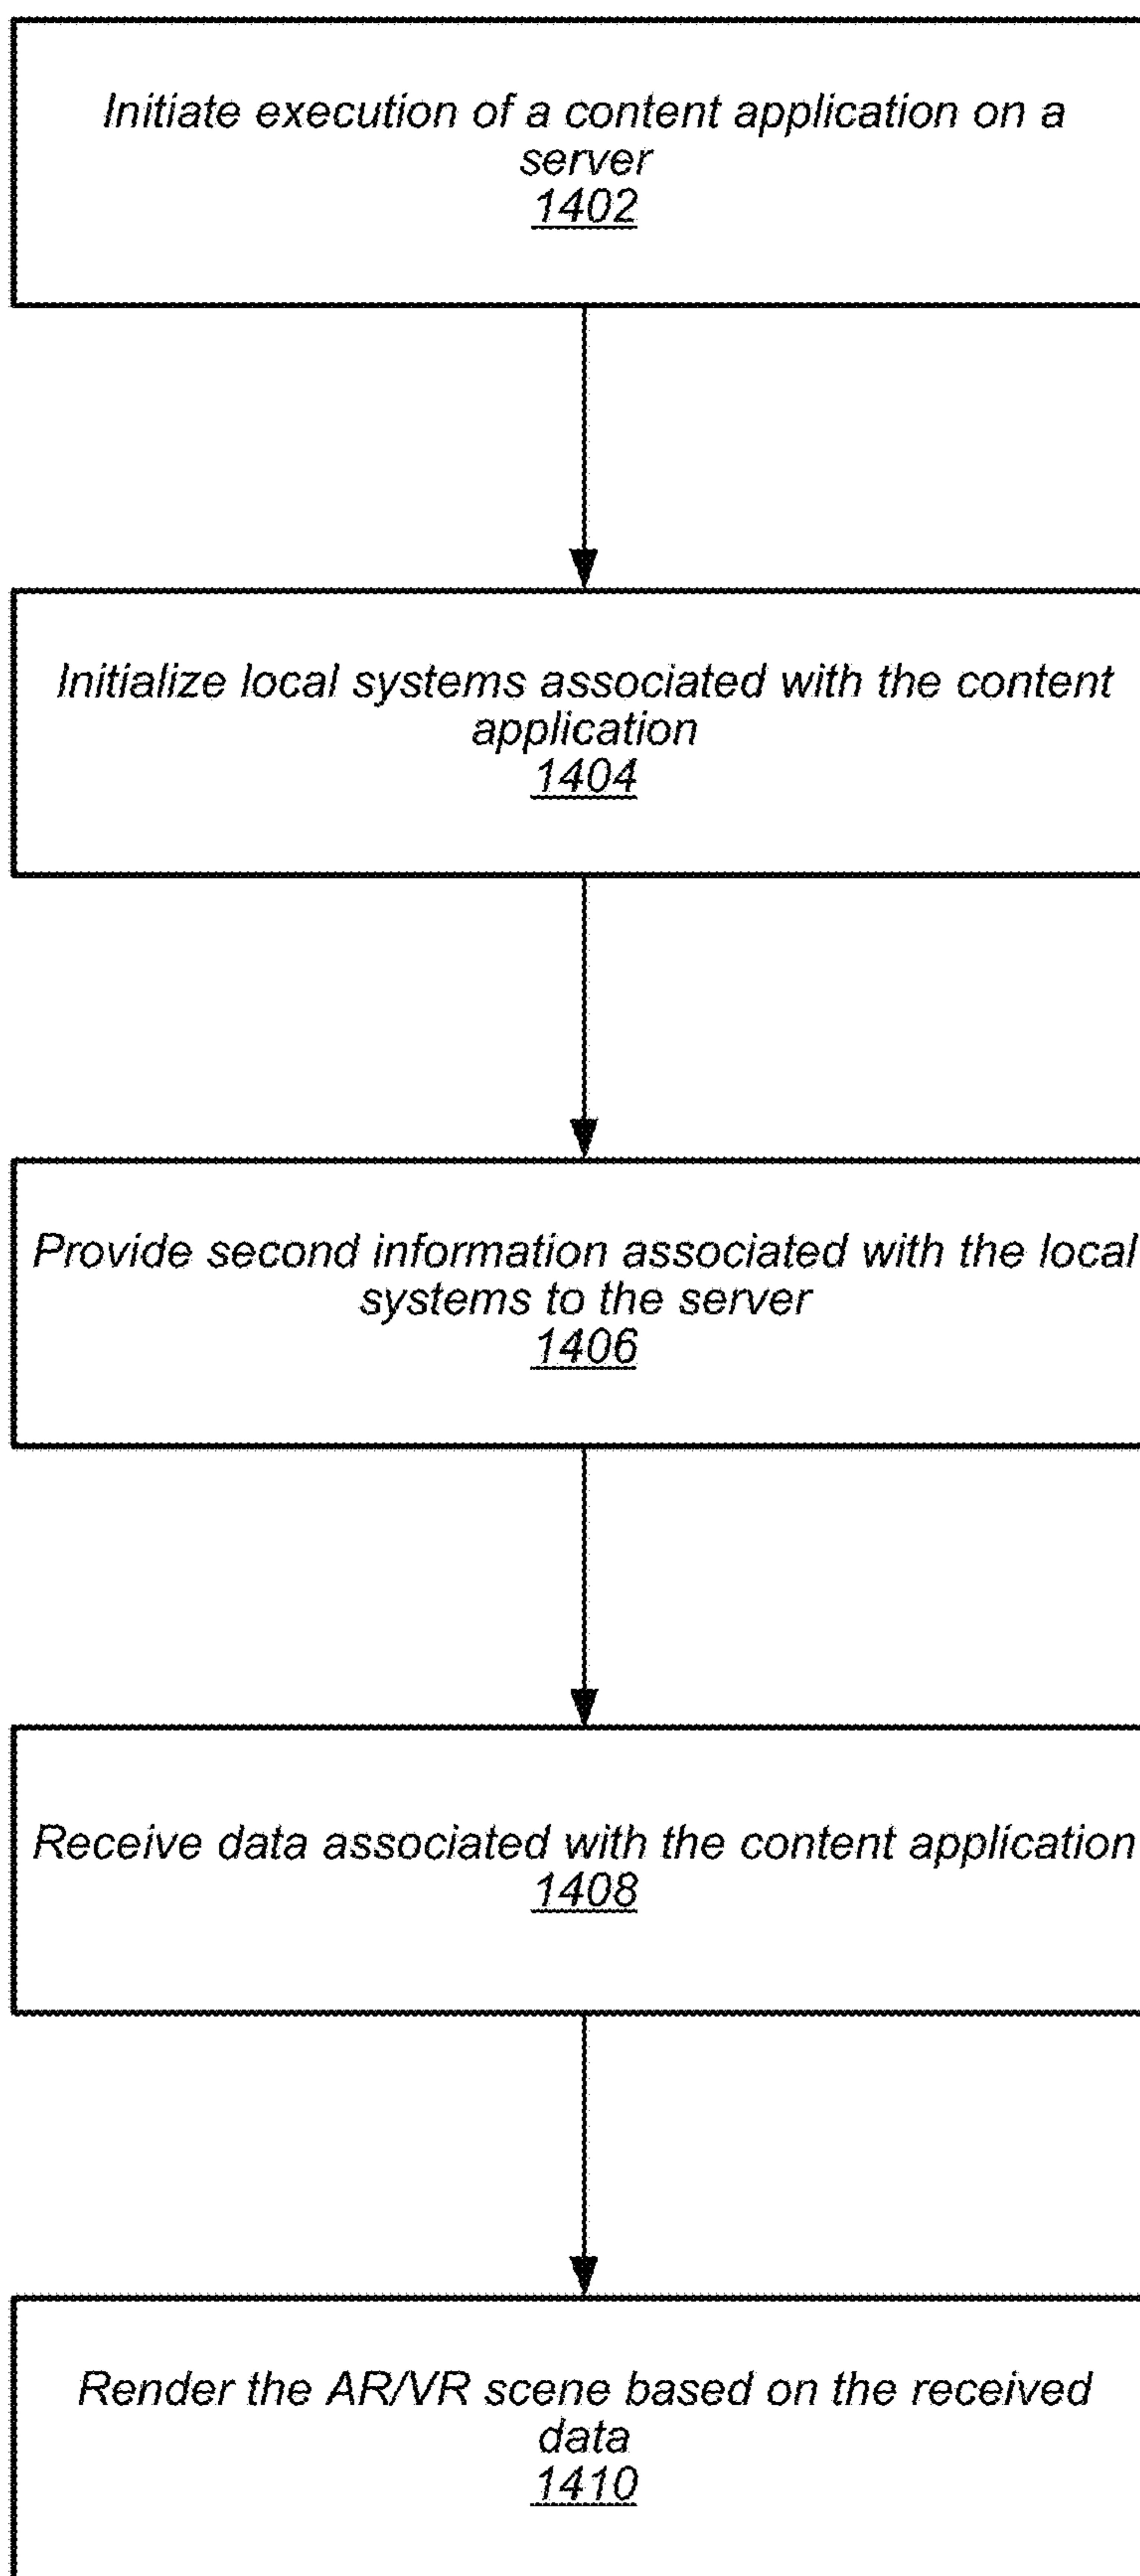 Initiate execution of a content application on a
server
1402
Initialize local systems associated with the content
application
1404
Provide second information associated with the local
systems to the server
1406
Receive data associated with the content application
1408
Render the AR/VR scene based on the received
data
1410